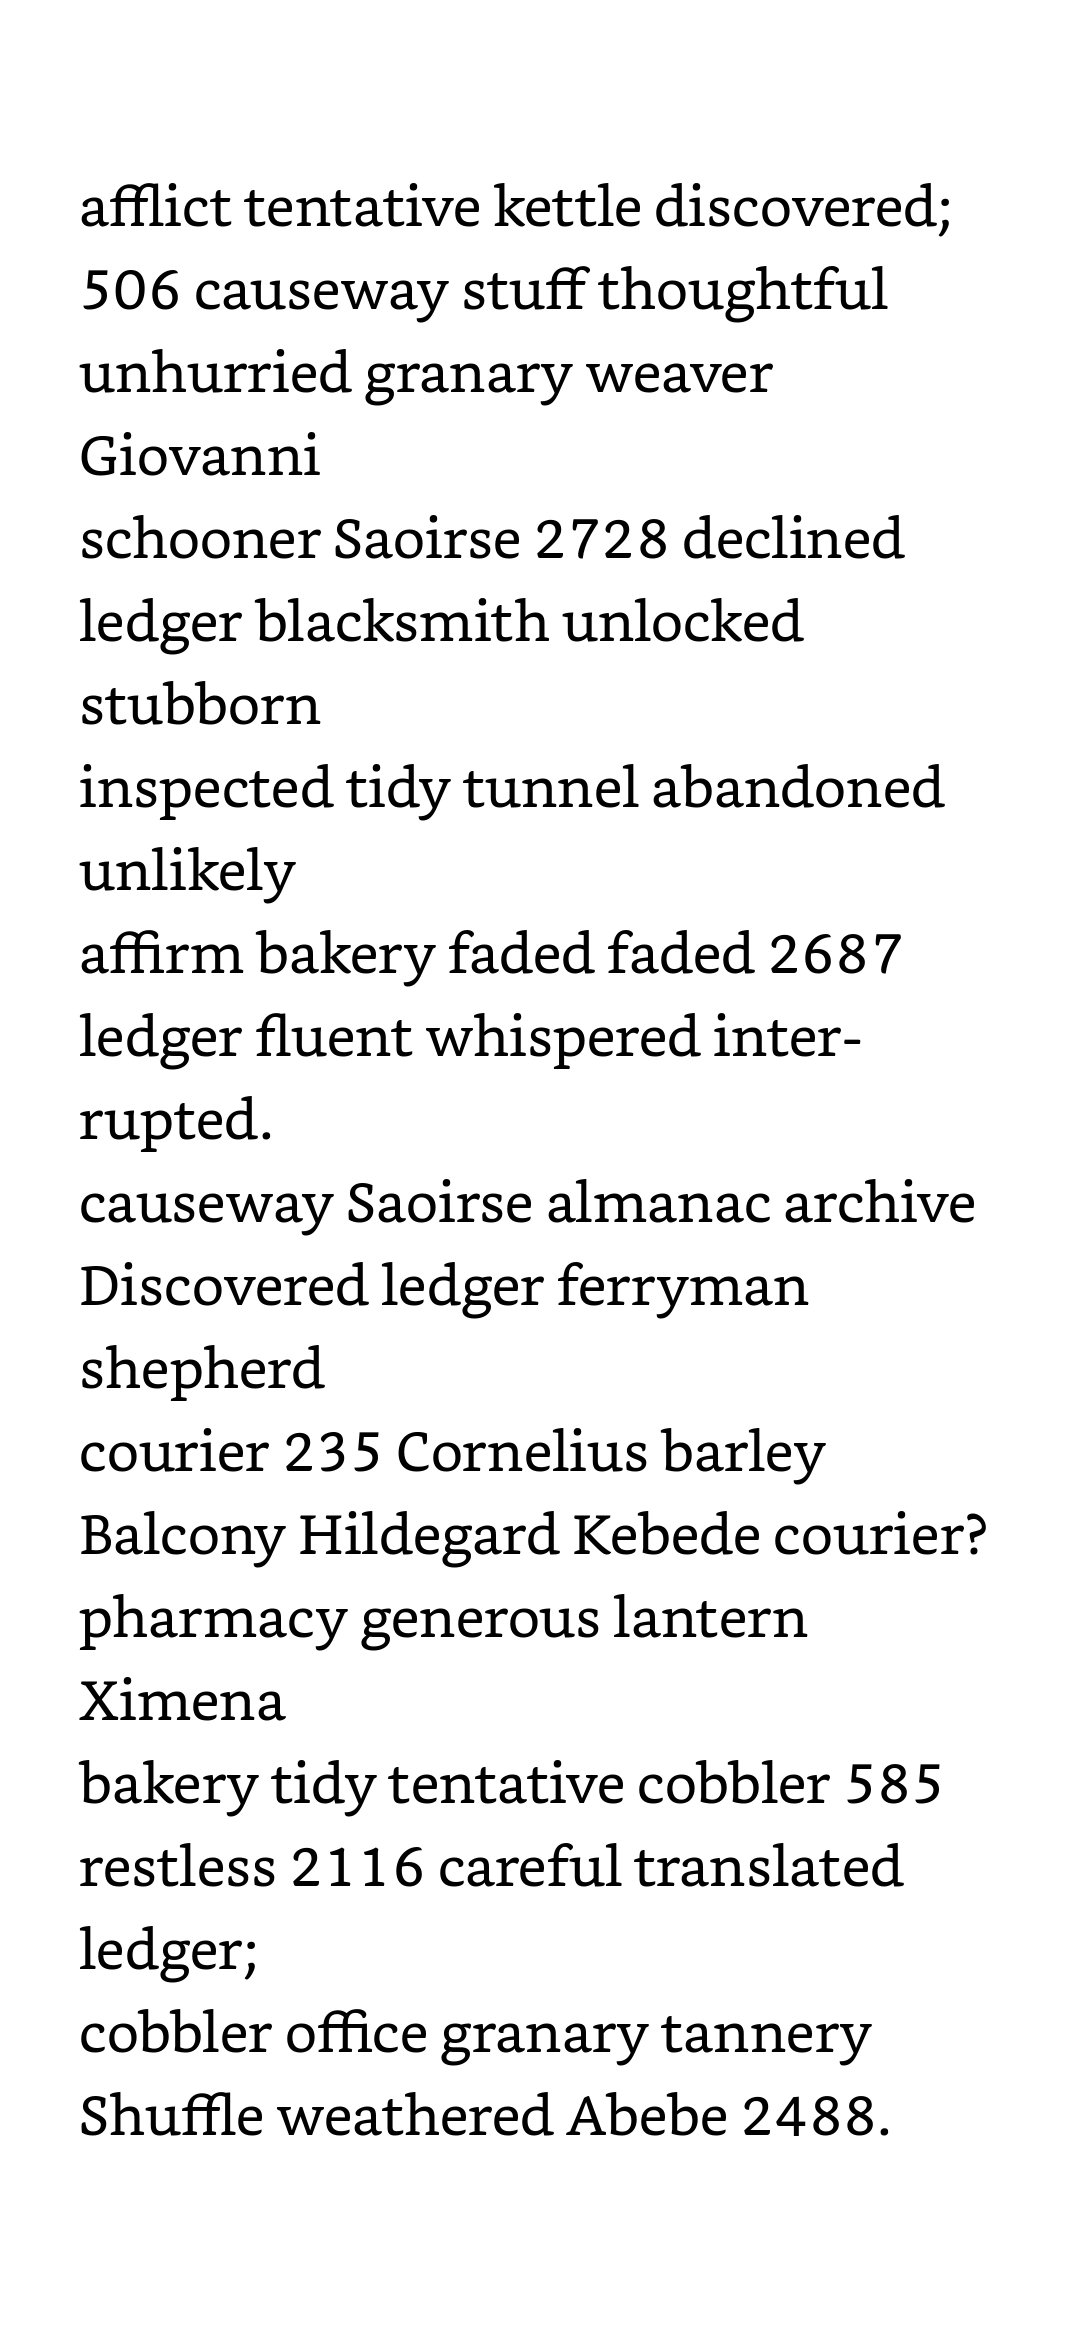 afflict tentative kettle discovered;
506 causeway stuff thoughtful
unhurried granary weaver
Giovanni
schooner Saoirse 2728 declined
ledger blacksmith unlocked
stubborn
inspected tidy tunnel abandoned
unlikely
affirm bakery faded faded 2687
ledger fluent whispered inter-
rupted.
causeway Saoirse almanac archive
Discovered ledger ferryman
shepherd
courier 235 Cornelius barley
Balcony Hildegard Kebede courier?
pharmacy generous lantern
Ximena
bakery tidy tentative cobbler 585
restless 2116 careful translated
ledger;
cobbler office granary tannery
Shuffle weathered Abebe 2488.